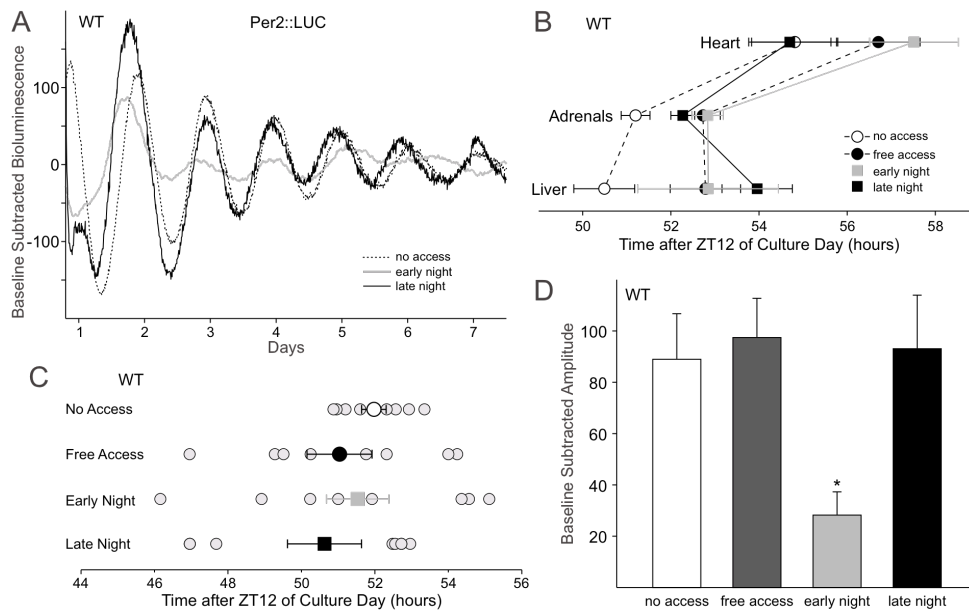 A
WT
Per2::LUC
Baseline Subtracted Bioluminescence
100
0
-100
no access
early night
late night
1 2 3 4 5 6 7
Days
B
WT
Heart
Adrenals
Liver
no access
free access
early night
late night
50 52 54 56 58
Time after ZT12 of Culture Day (hours)
C
WT
No Access
Free Access
Early Night
Late Night
44 46 48 50 52 54 56
Time after ZT12 of Culture Day (hours)
D
WT
Baseline Subtracted Amplitude
100
80
60
40
20
*
no access free access early night late night